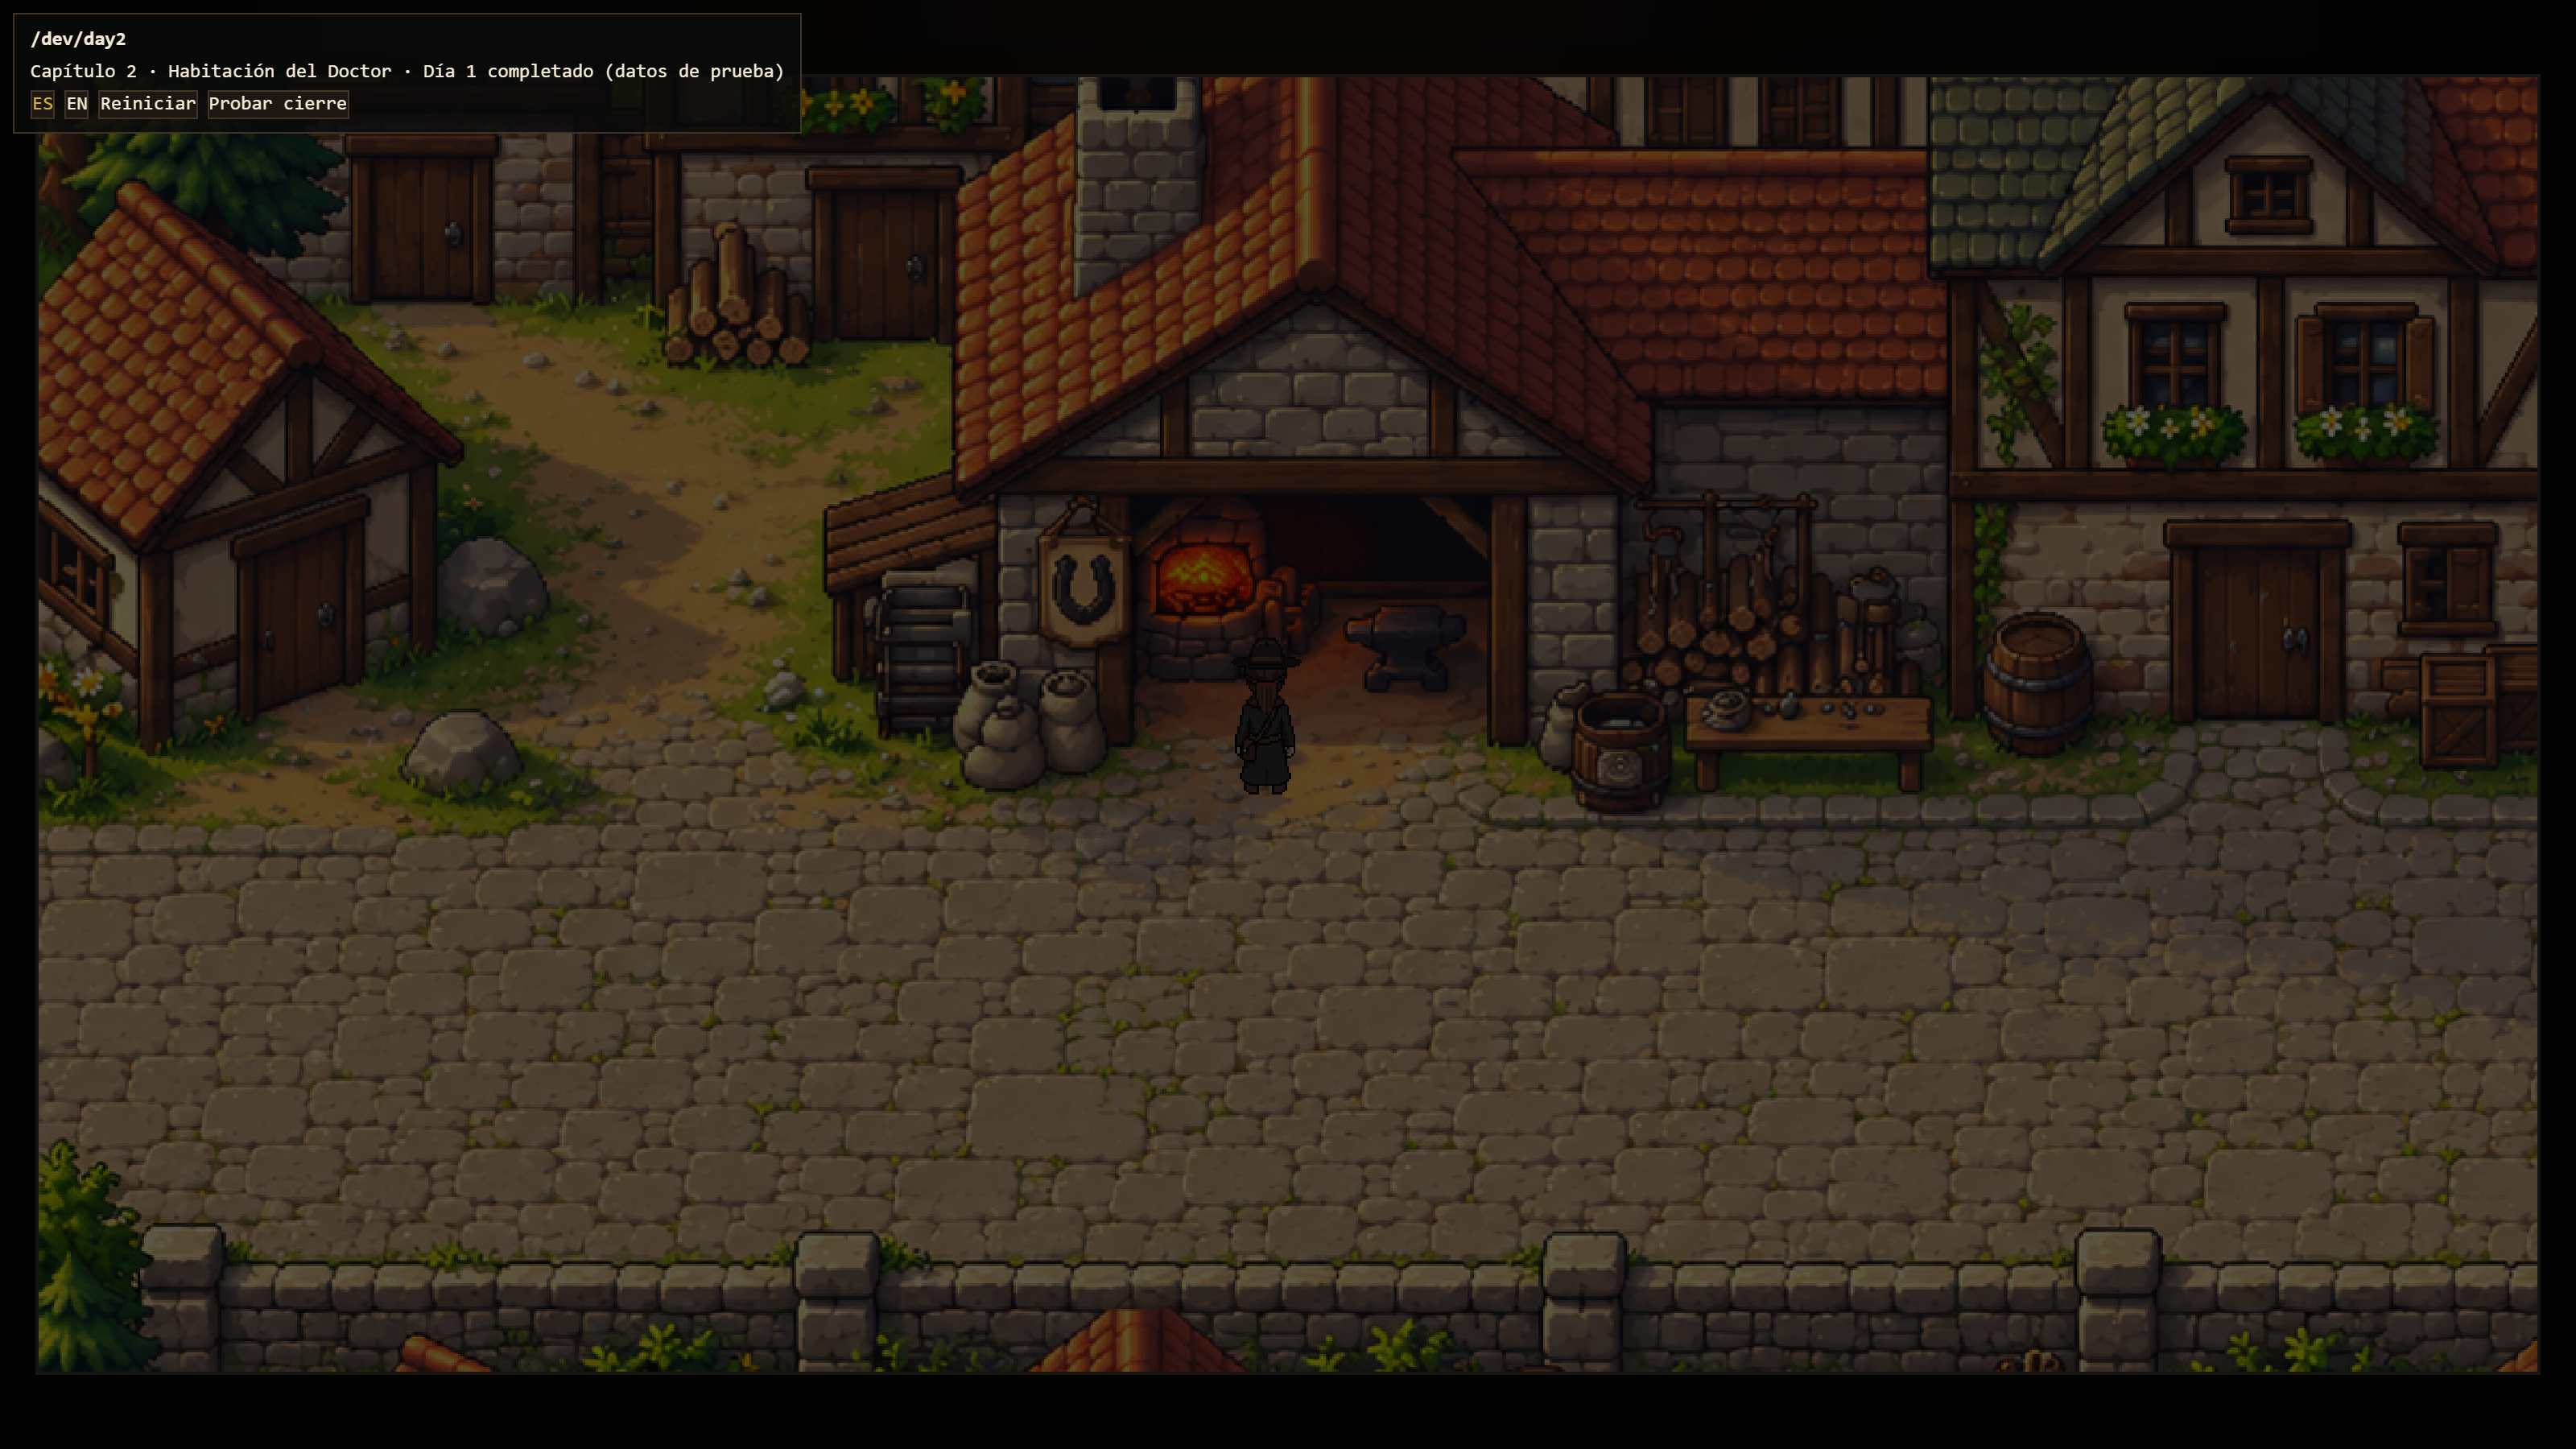 /dev/day2
Capítulo 2 · Habitación del Doctor · Día 1 completado (datos de prueba)
ES EN Reiniciar Probar cierre